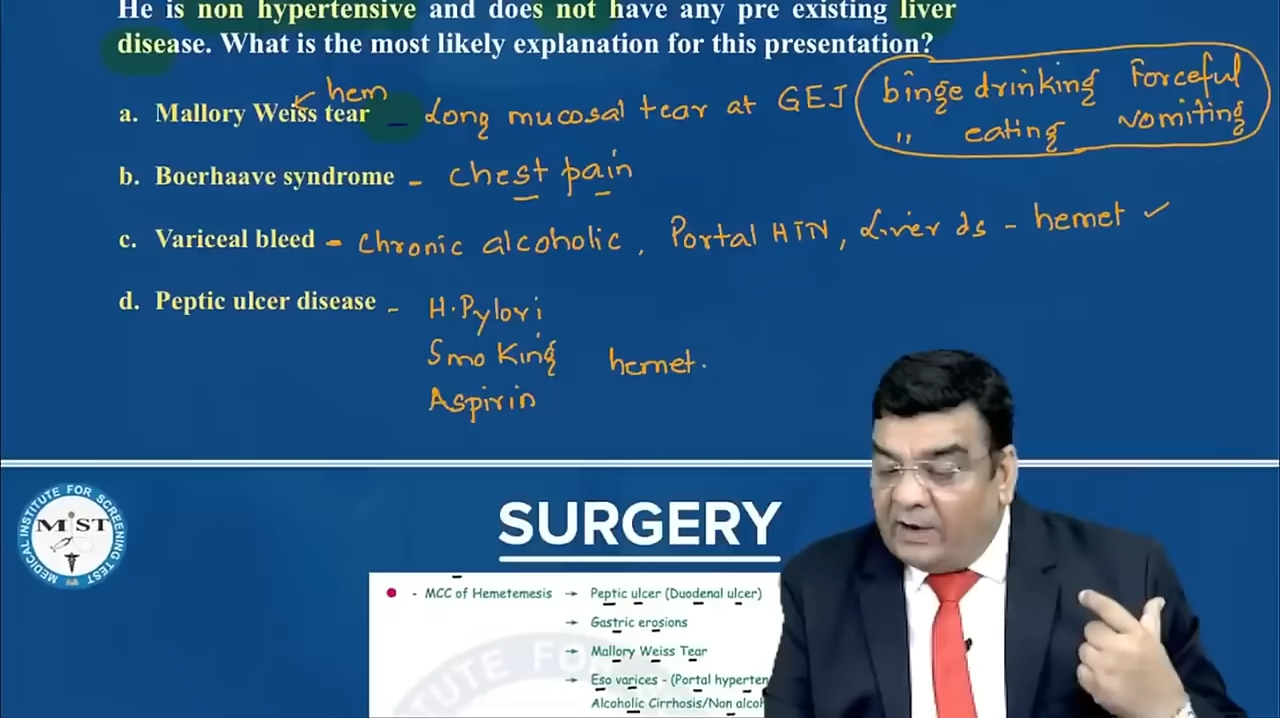 He is non hypertensive and does not have any pre existing liver
disease. What is the most likely explanation for this presentation?
hem
a. Mallory Weiss tear - Long mucosal tear at GEJ
binge drinking Forceful
" eating vomiting
b. Boerhaave syndrome - chest pain
c. Variceal bleed - chronic alcoholic, Portal HTN, Liver ds - hemet ✓
d. Peptic ulcer disease - H.Pylori
Smoking hemet.
Aspirin
MEDICAL INSTITUTE FOR SCREENING TEST
MIST
SURGERY
- MCC of Hemetemesis → Peptic ulcer (Duodenal ulcer)
→ Gastric erosions
→ Mallory Weiss Tear
→ Eso varices - (Portal hyperten
Alcoholic Cirrhosis/Non alcoh